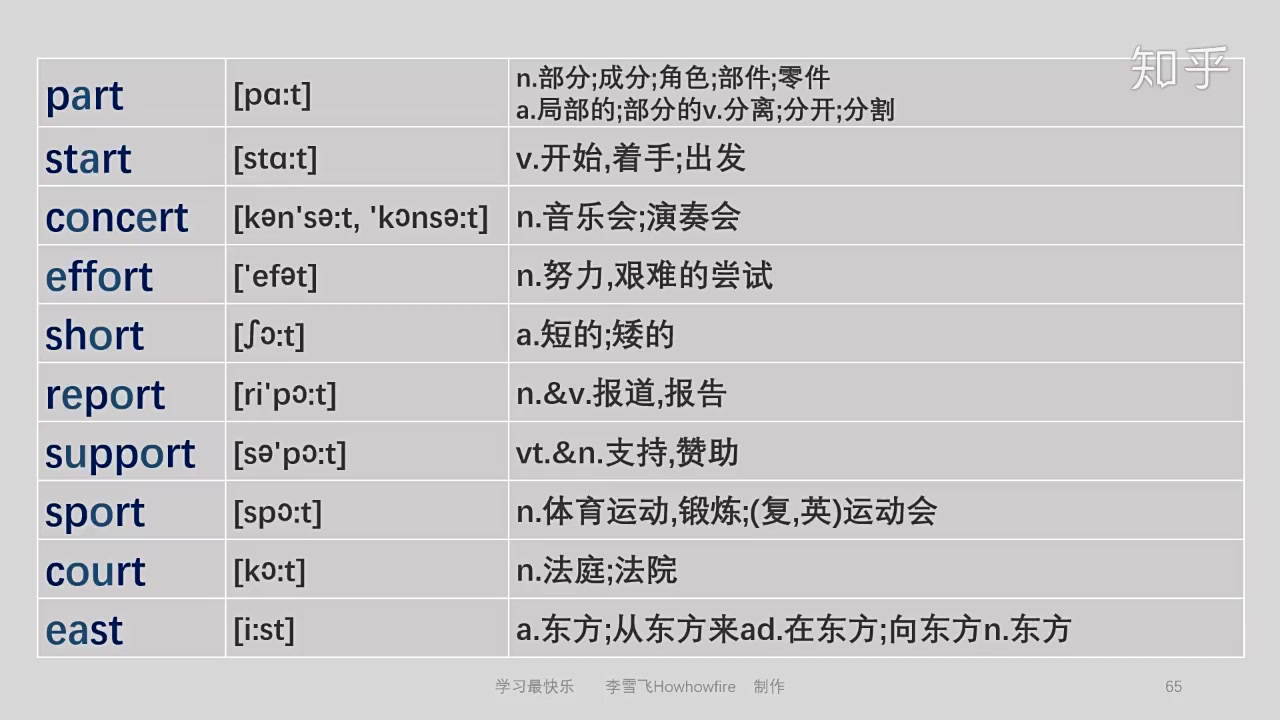 知乎
part [pɑ:t] n.部分;成分;角色;部件;零件
a.局部的;部分的v.分离;分开;分割
start [stɑ:t] v.开始,着手;出发
concert [kən'sə:t, 'kɔnsə:t] n.音乐会;演奏会
effort ['efət] n.努力,艰难的尝试
short [ʃɔ:t] a.短的;矮的
report [ri'pɔ:t] n.&v.报道,报告
support [sə'pɔ:t] vt.&n.支持,赞助
sport [spɔ:t] n.体育运动,锻炼;(复,英)运动会
court [kɔ:t] n.法庭;法院
east [i:st] a.东方;从东方来ad.在东方;向东方n.东方
学习最快乐 李雪飞Howhowfire 制作 65